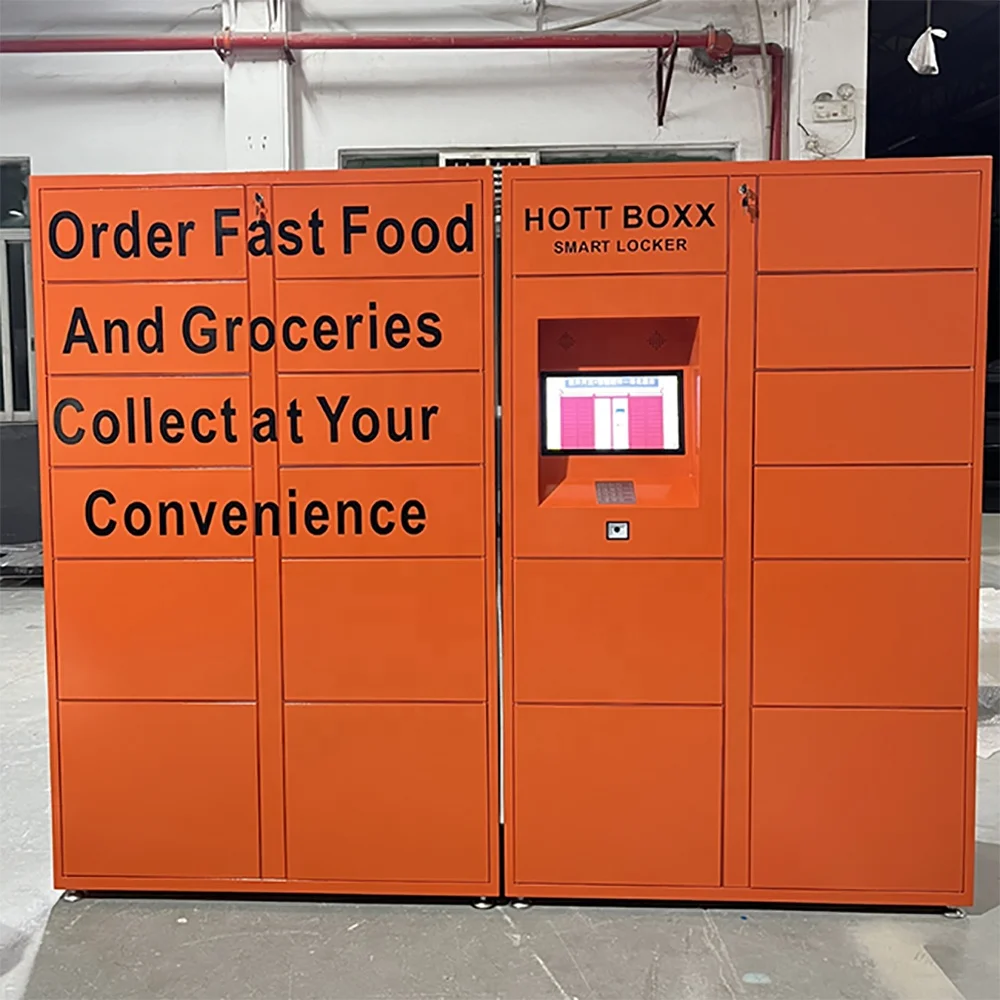 Order Fast Food
And Groceries
Collect at Your
Convenience
HOTT BOXX
SMART LOCKER